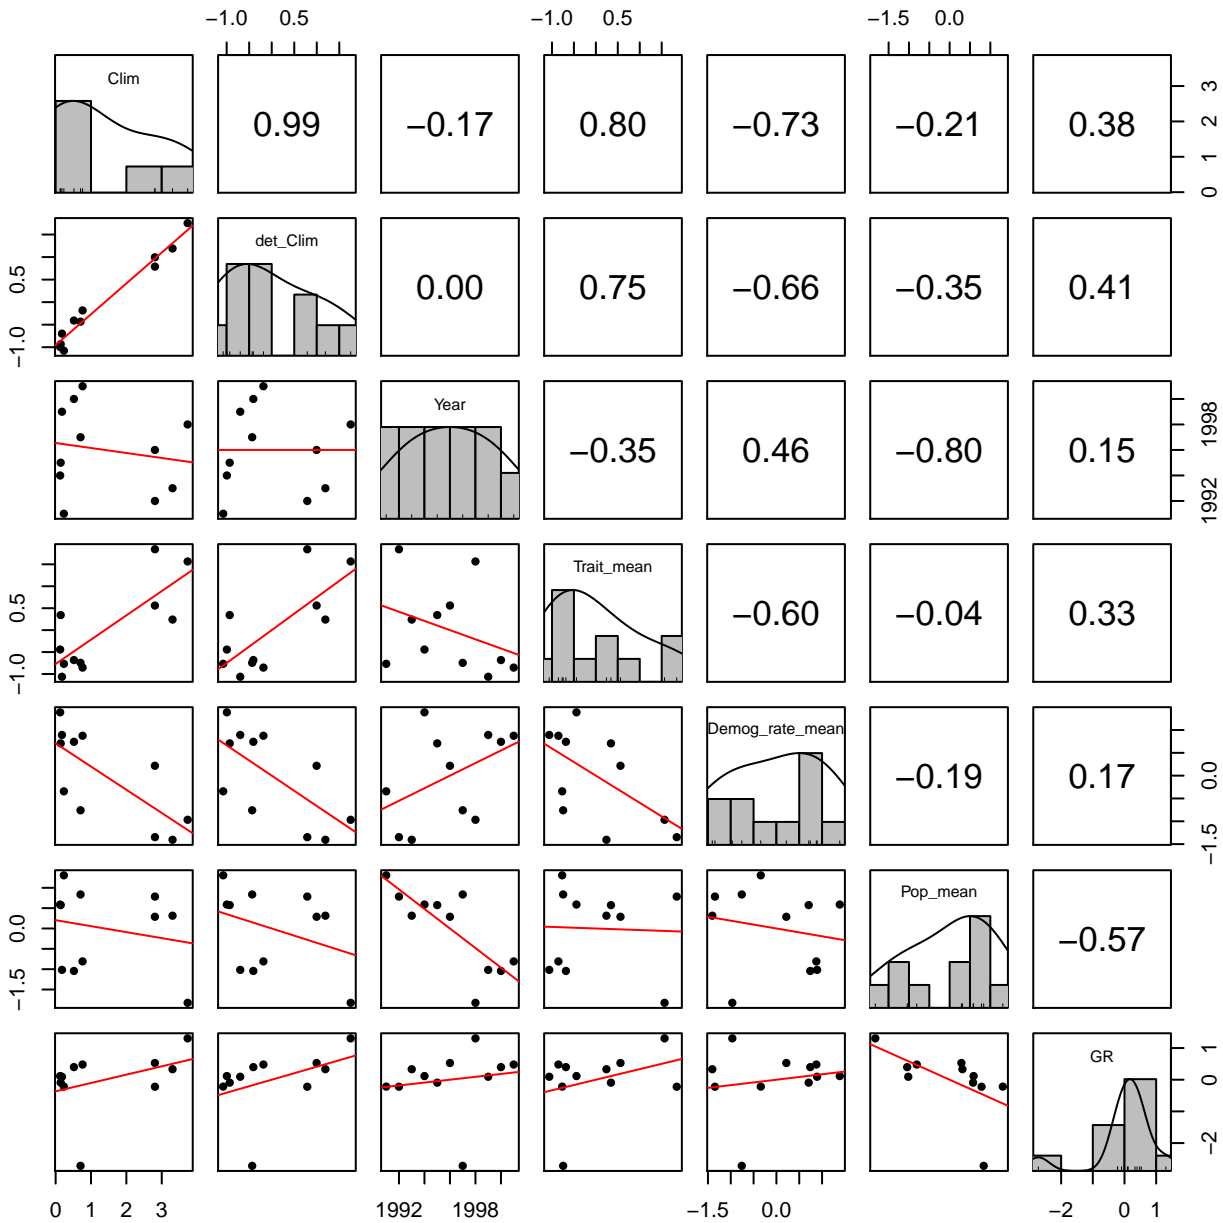 −1.0 0.5 −1.0 0.5 −1.5 0.0
Clim 0.99 −0.17 0.80 −0.73 −0.21 0.38 0 1 2 3
−1.0 0.5 det_Clim 0.00 0.75 −0.66 −0.35 0.41
Year −0.35 0.46 −0.80 0.15 1992 1998
−1.0 0.5 Trait_mean −0.60 −0.04 0.33
Demog_rate_mean −0.19 0.17 −1.5 0.0
−1.5 0.0 Pop_mean −0.57
GR −2 0 1
0 1 2 3 1992 1998 −1.5 0.0 −2 0 1